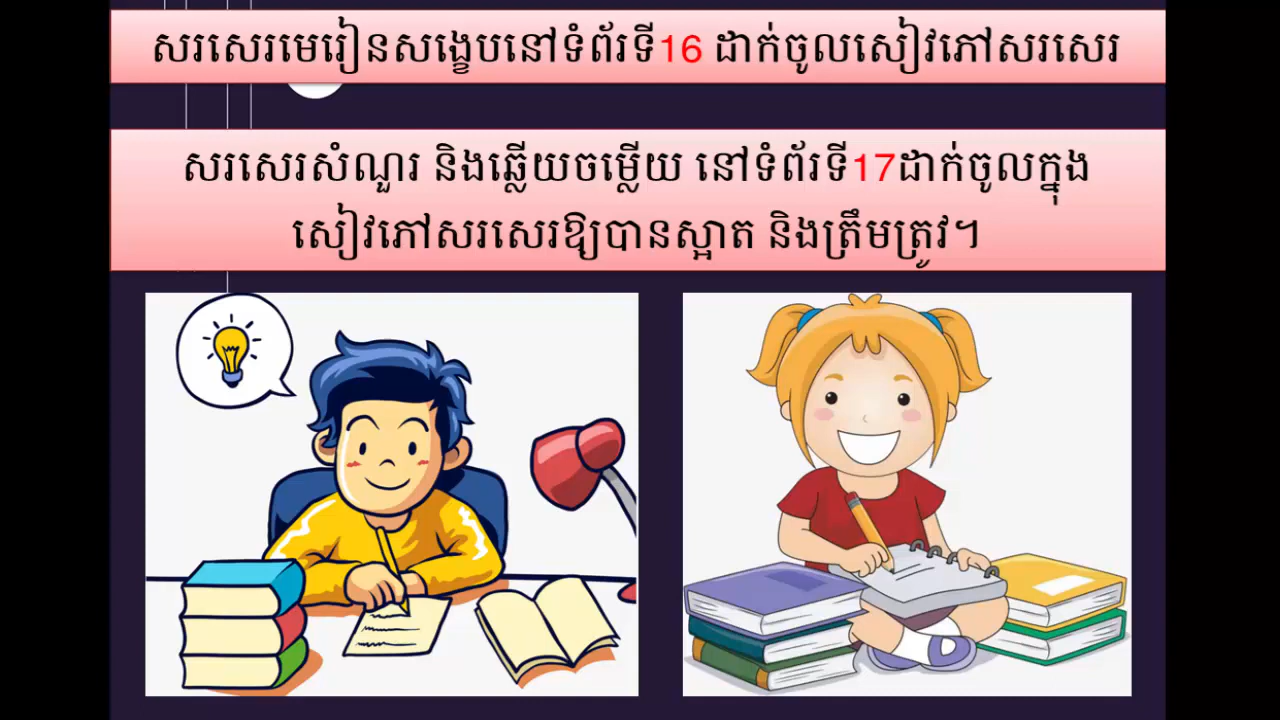 សរសេរមេរៀនសង្ខេបនៅទំព័រទី16 ដាក់ចូលសៀវភៅសរសេរ
សរសេរសំណួរ និងឆ្លើយចម្លើយ នៅទំព័រទី17ដាក់ចូលក្នុង
សៀវភៅសរសេរឱ្យបានស្អាត និងត្រឹមត្រូវ។